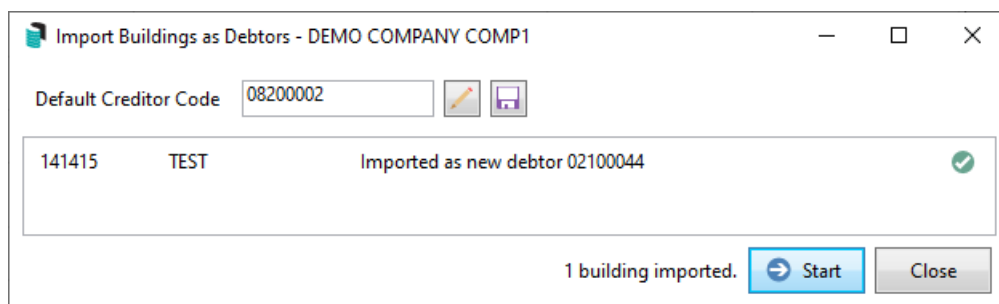 Import Buildings as Debtors - DEMO COMPANY COMP1
Default Creditor Code 08200002
141415 TEST Imported as new debtor 02100044
1 building imported. Start Close